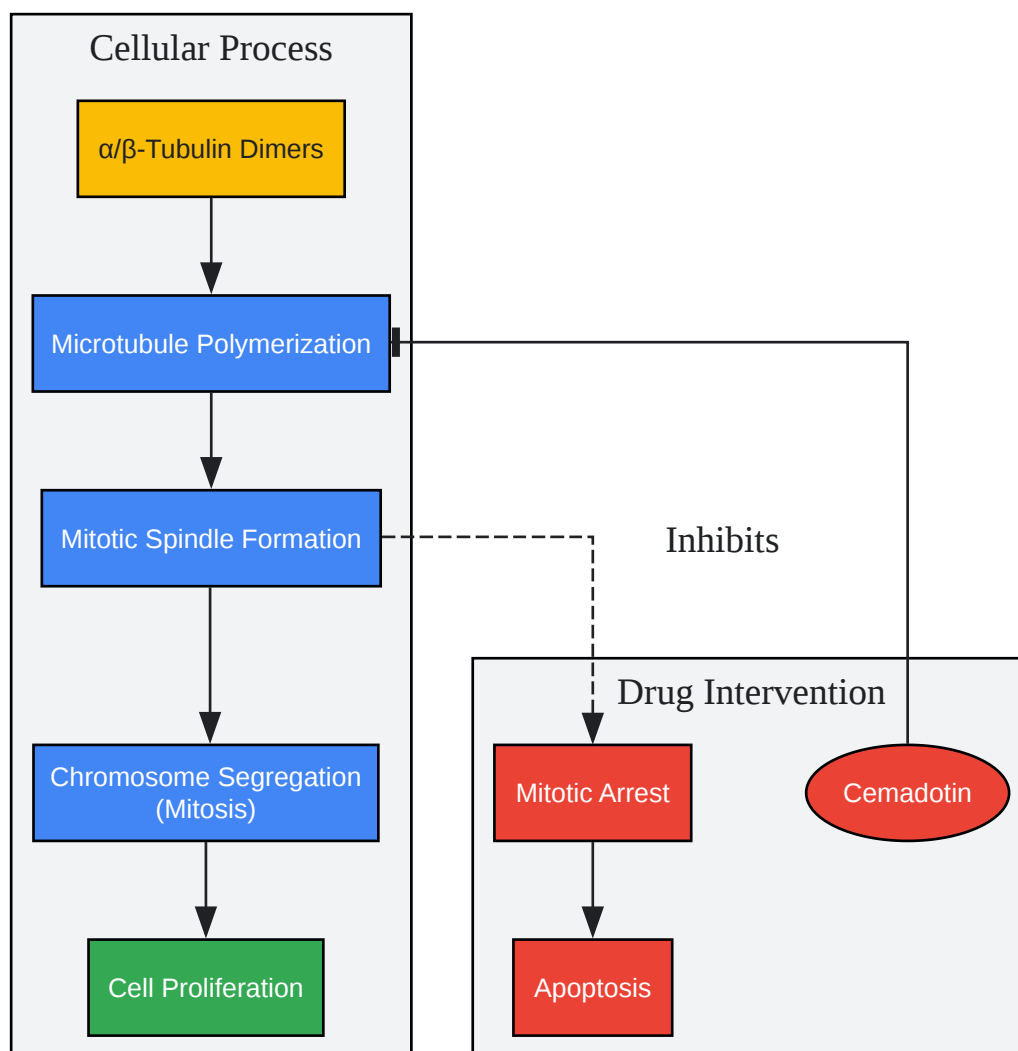 Cellular Process
α/β-Tubulin Dimers
Microtubule Polymerization
Mitotic Spindle Formation
Inhibits
Drug Intervention
Chromosome Segregation
(Mitosis)
Mitotic Arrest
Cemadotin
Cell Proliferation
Apoptosis